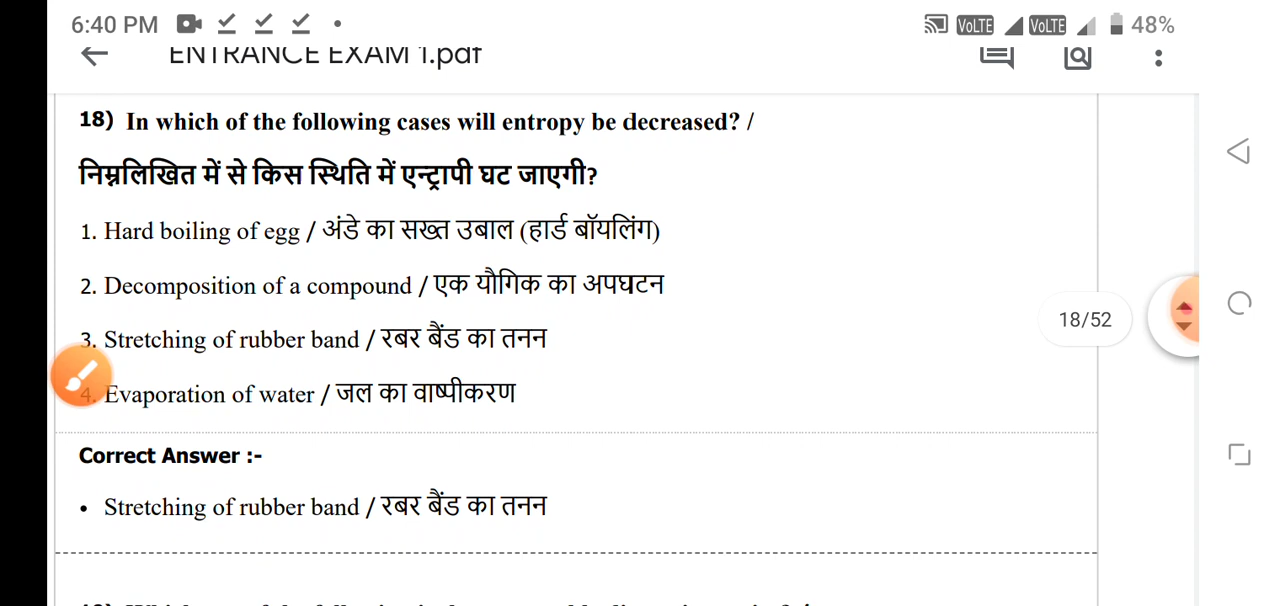 6:40 PM VoLTE VoLTE 48%
ENTRANCE EXAM 1.pdf
18) In which of the following cases will entropy be decreased? /
निम्नलिखित में से किस स्थिति में एन्ट्रापी घट जाएगी?
1. Hard boiling of egg / अंडे का सख्त उबाल (हार्ड बॉयलिंग)
2. Decomposition of a compound / एक यौगिक का अपघटन
3. Stretching of rubber band / रबर बैंड का तनन
18/52
4. Evaporation of water / जल का वाष्पीकरण
Correct Answer :-
• Stretching of rubber band / रबर बैंड का तनन